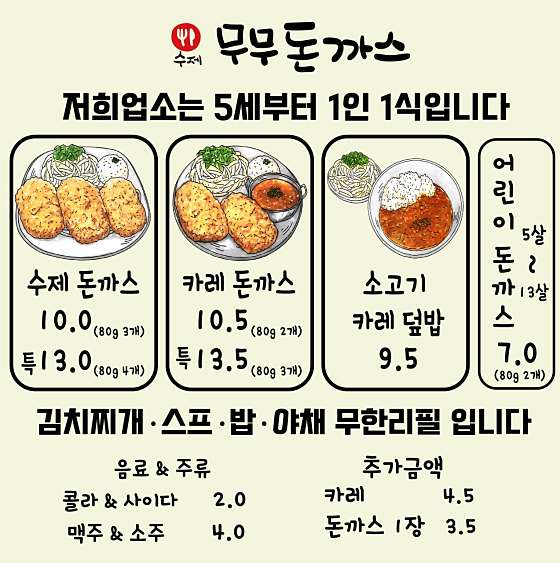 수제 무무돈까스
저희업소는 5세부터 1인 1식입니다
수제 돈까스
10.0(80g 3개)
특13.0(80g 4개)
카레 돈까스
10.5(80g 2개)
특13.5(80g 3개)
소고기
카레 덮밥
9.5
어린이 돈까스
5살
~
13살
7.0
(80g 2개)
김치찌개·스프·밥·야채 무한리필 입니다
음료 & 주류
콜라 & 사이다 2.0
맥주 & 소주 4.0
추가금액
카레 4.5
돈까스 1장 3.5